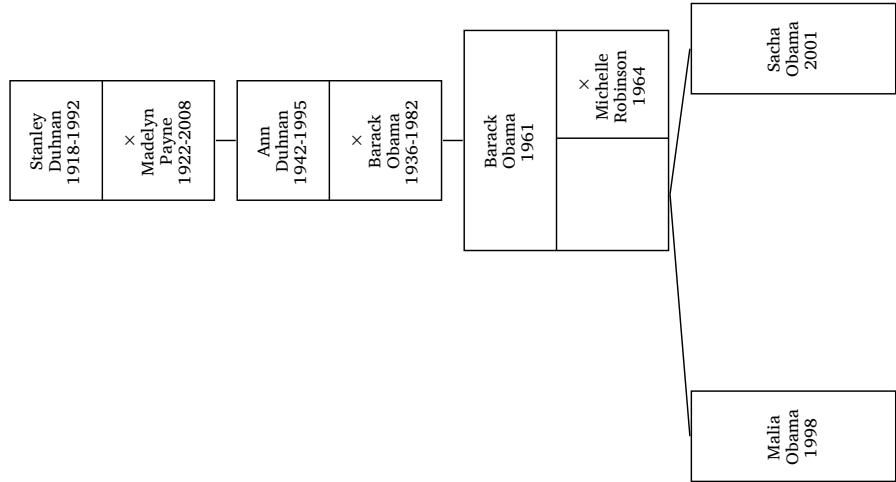 Stanley
Duhnan
1918-1992
×
Madelyn
Payne
1922-2008
Ann
Duhnan
1942-1995
×
Barack
Obama
1936-1982
Barack
Obama
1961
×
Michelle
Robinson
1964
Malia
Obama
1998
Sacha
Obama
2001